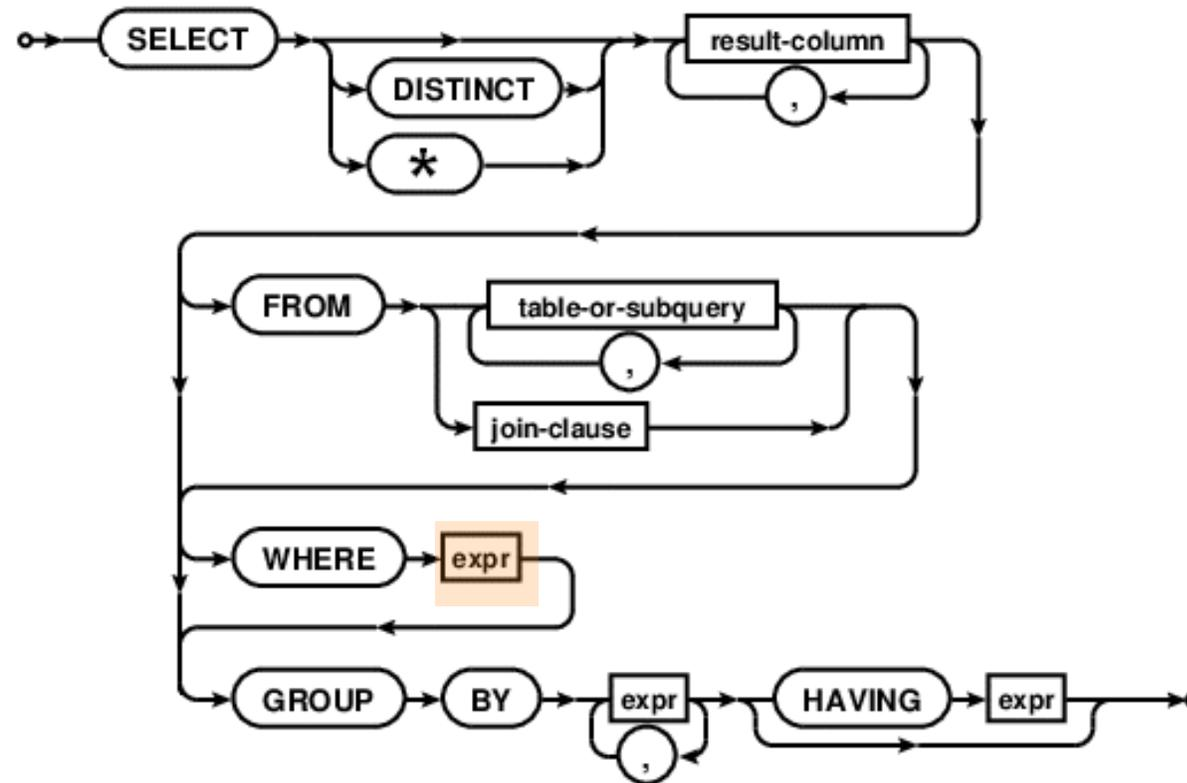 SELECT result-column
DISTINCT ,
*
FROM table-or-subquery
,
join-clause
WHERE expr
GROUP BY expr HAVING expr
,